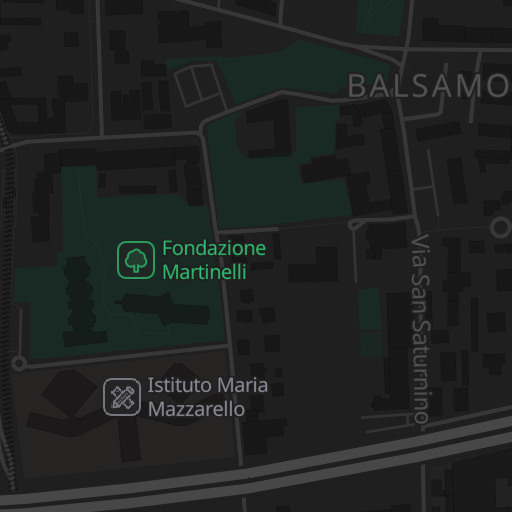 BALSAMO
Fondazione
Martinelli
Via San Saturnino
Istituto Maria
Mazzarello